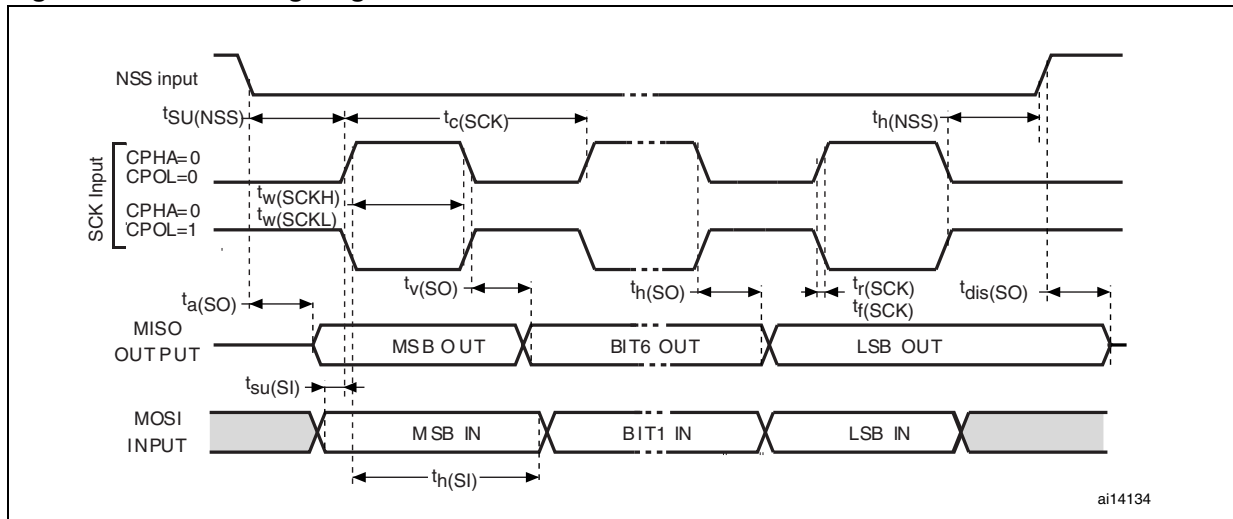 NSS input
tSU(NSS)
tc(SCK)
th(NSS)
SCK Input
CPHA=0
CPOL=0
tw(SCKH)
tw(SCKL)
CPHA=0
CPOL=1
ta(SO)
tv(SO)
th(SO)
tr(SCK)
tf(SCK)
tdis(SO)
MISO
OUTPUT
MSB OUT
BIT6 OUT
LSB OUT
tsu(SI)
MOSI
INPUT
MSB IN
BIT1 IN
LSB IN
th(SI)
ai14134